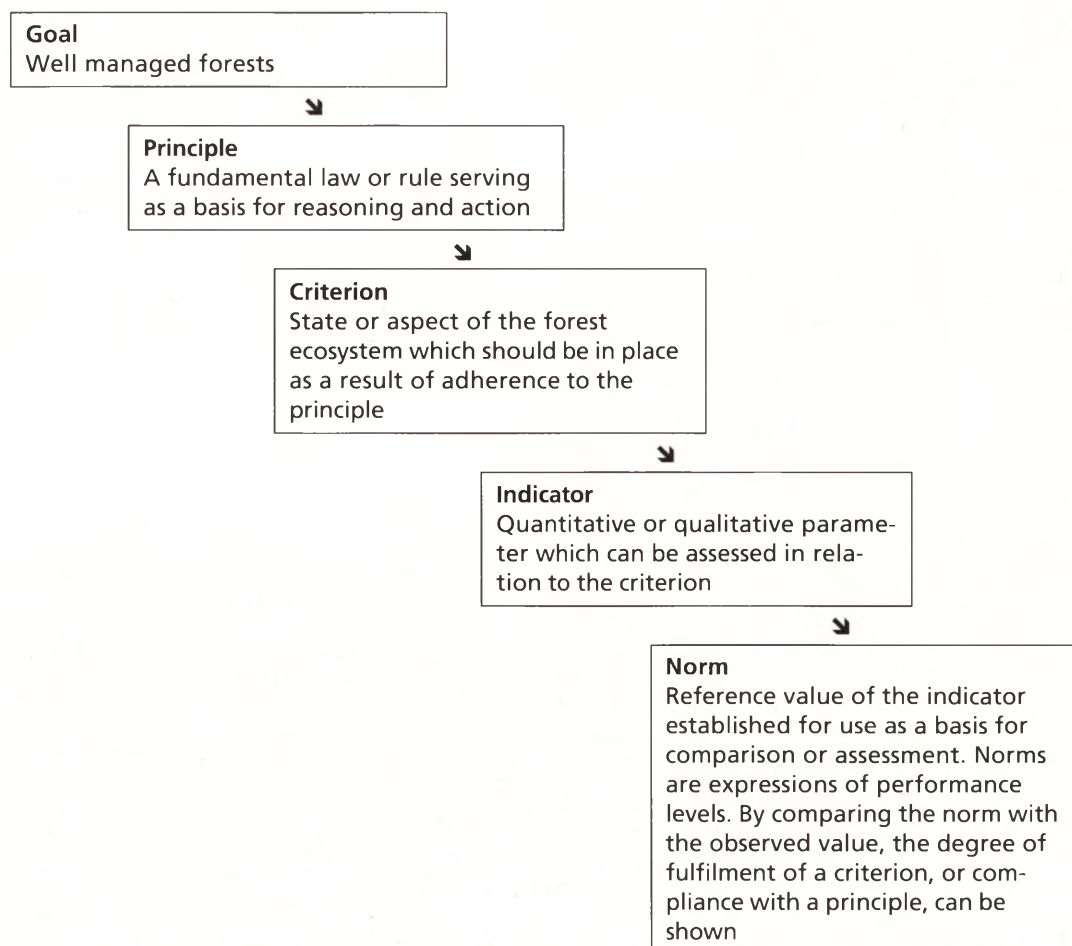 Goal
Well managed forests
Principle
A fundamental law or rule serving
as a basis for reasoning and action
Criterion
State or aspect of the forest
ecosystem which should be in place
as a result of adherence to the
principle
Indicator
Quantitative or qualitative parame-
ter which can be assessed in rela-
tion to the criterion
Norm
Reference value of the indicator
established for use as a basis for
comparison or assessment. Norms
are expressions of performance
levels. By comparing the norm with
the observed value, the degree of
fulfilment of a criterion, or com-
pliance with a principle, can be
shown